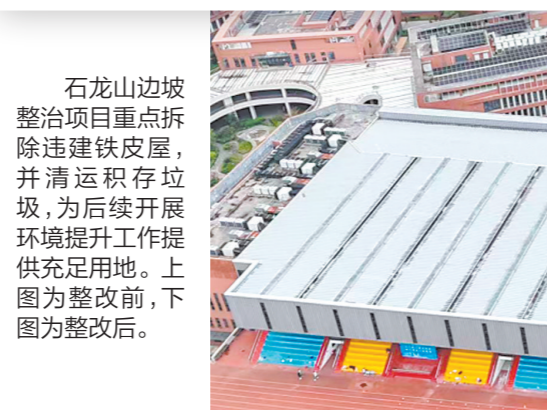 石龙山边坡
整治项目重点拆
除违建铁皮屋，
并清运积存垃
圾，为后续开展
环境提升工作提
供充足用地。上
图为整改前，下
图为整改后。